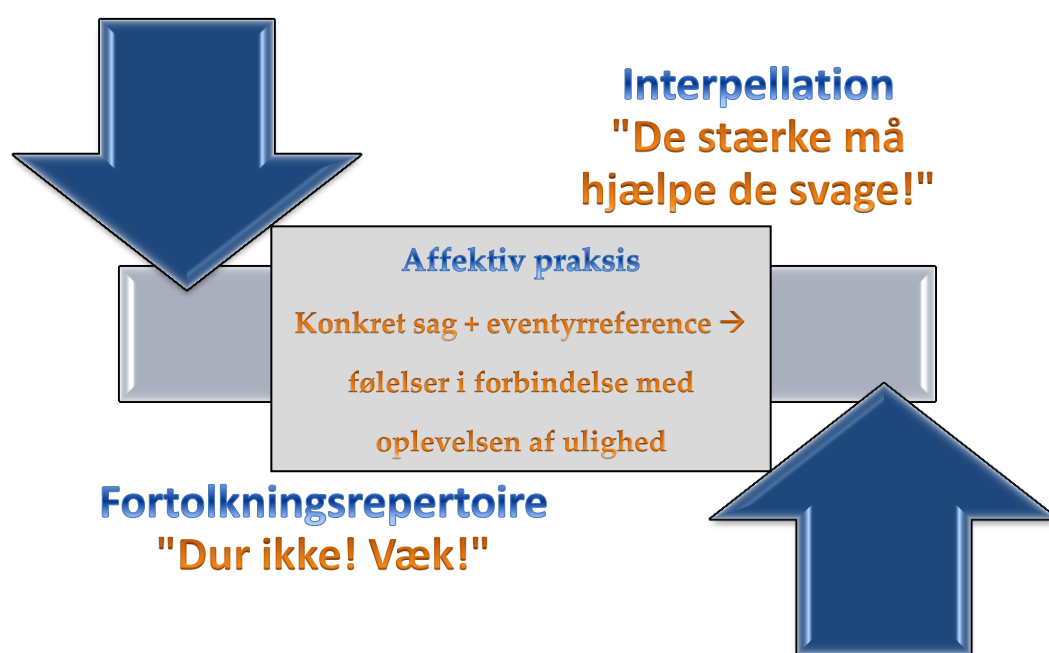 Interpellation
"De stærke må
hjælpe de svage!"
Affektiv praksis
Konkret sag + eventyrreference →
følelser i forbindelse med
oplevelsen af ulighed
Fortolkningsrepertoire
"Dur ikke! Væk!"